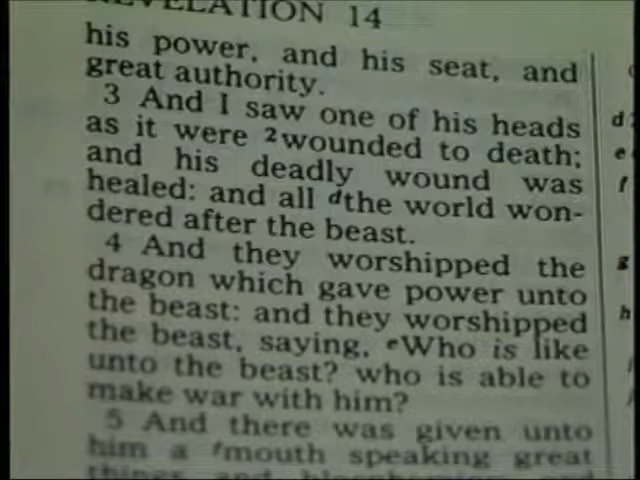 REVELATION 14
his power, and his seat, and
great authority.
3 And I saw one of his heads
as it were 2wounded to death;
and his deadly wound was
healed: and all dthe world won-
dered after the beast.
4 And they worshipped the
dragon which gave power unto
the beast: and they worshipped
the beast, saying, eWho is like
unto the beast? who is able to
make war with him?
5 And there was given unto
him a fmouth speaking great
things and blasphemies; and
d
e
f
g
h